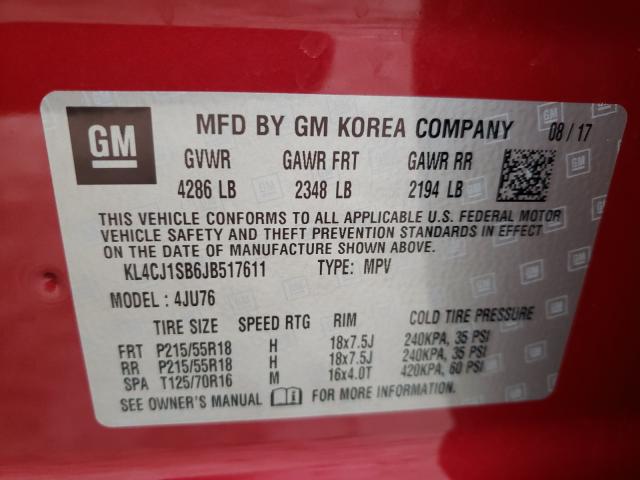 GM MFD BY GM KOREA COMPANY 08/17
GVWR GAWR FRT GAWR RR
4286 LB 2348 LB 2194 LB
THIS VEHICLE CONFORMS TO ALL APPLICABLE U.S. FEDERAL MOTOR
VEHICLE SAFETY AND THEFT PREVENTION STANDARDS IN EFFECT
ON THE DATE OF MANUFACTURE SHOWN ABOVE.
KL4CJ1SB6JB517611 TYPE: MPV
MODEL: 4JU76
TIRE SIZE SPEED RTG RIM COLD TIRE PRESSURE
FRT P215/55R18 H 18x7.5J 240KPA, 35 PSI
RR P215/55R18 H 18x7.5J 240KPA, 35 PSI
SPA T125/70R16 M 16x4.0T 420KPA, 60 PSI
SEE OWNER'S MANUAL FOR MORE INFORMATION.